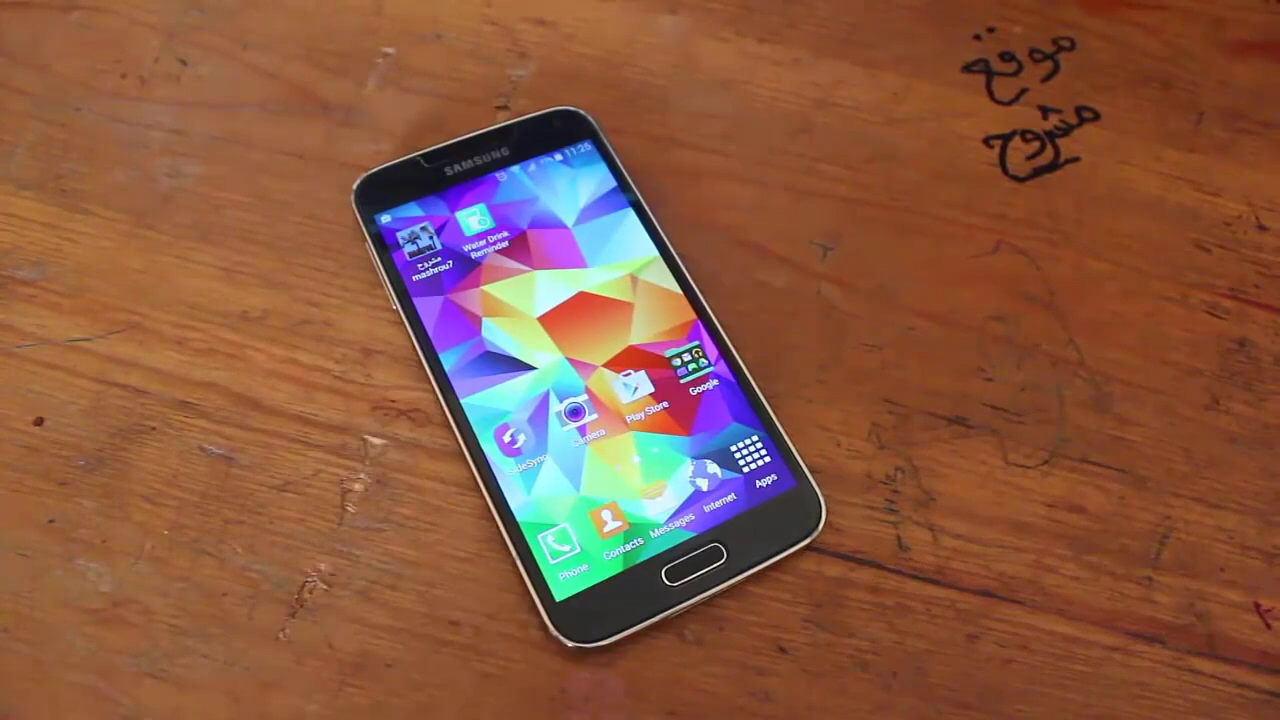 موقع
مشروح
SAMSUNG
11:25
مشروح
mashrou7
Water Drink
Reminder
SideSync
Camera
Play Store
Google
Phone
Contacts
Messages
Internet
Apps